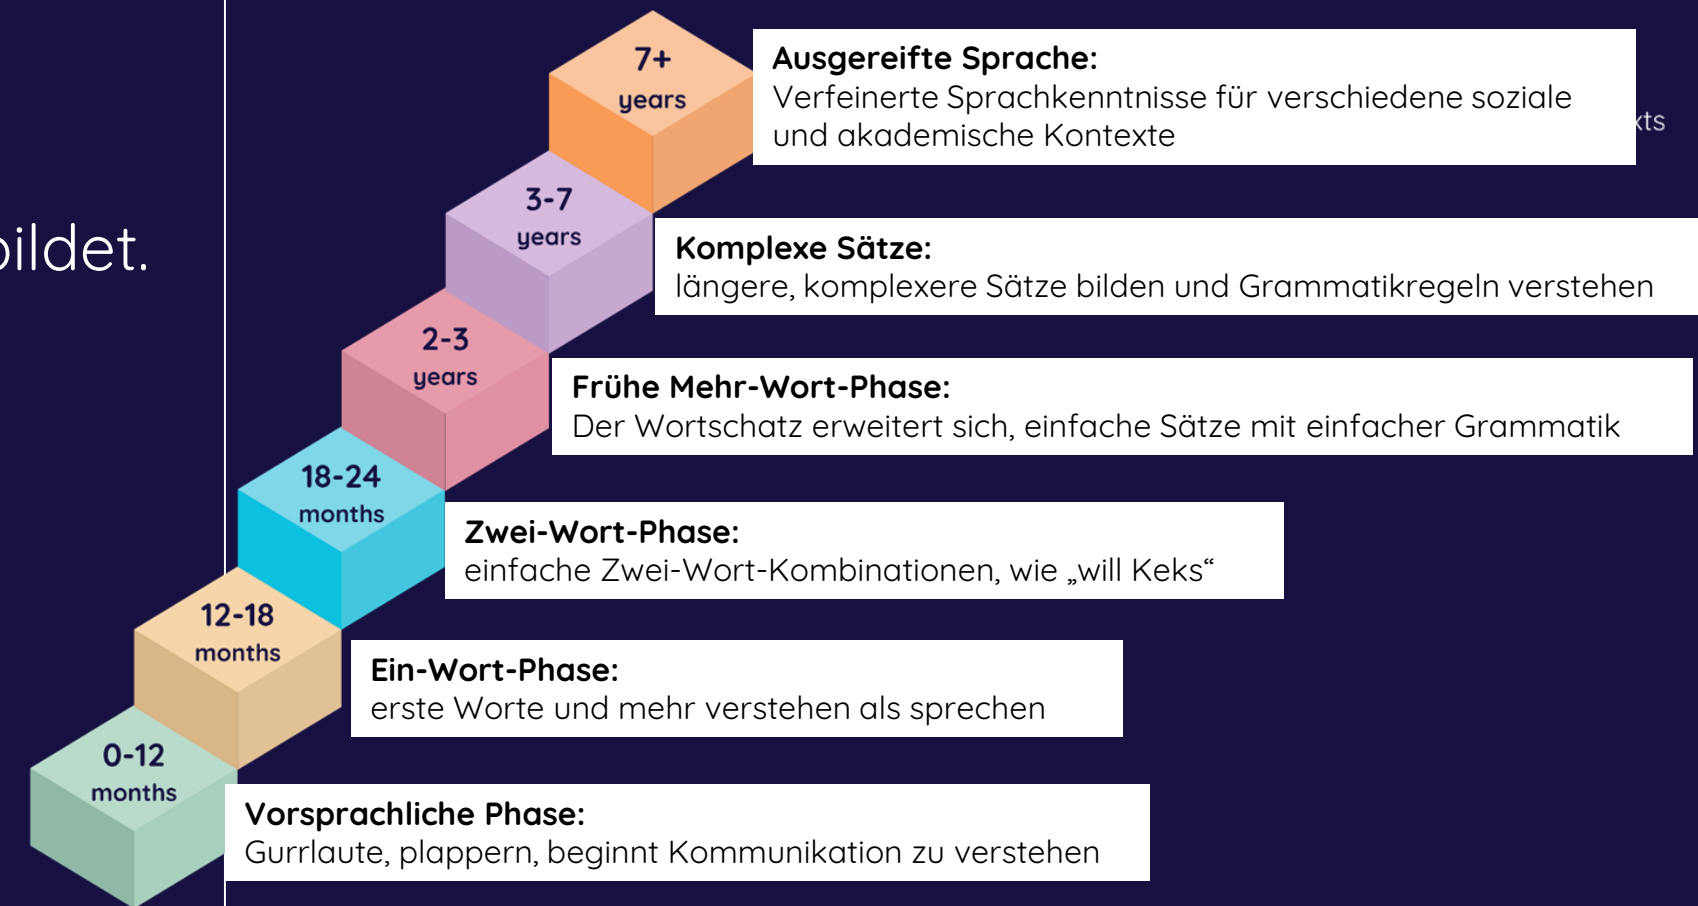 7+
years
Ausgereifte Sprache:
Verfeinerte Sprachkenntnisse für verschiedene soziale
und akademische Kontexte
3-7
years
Komplexe Sätze:
längere, komplexere Sätze bilden und Grammatikregeln verstehen
2-3
years
Frühe Mehr-Wort-Phase:
Der Wortschatz erweitert sich, einfache Sätze mit einfacher Grammatik
18-24
months
Zwei-Wort-Phase:
einfache Zwei-Wort-Kombinationen, wie „will Keks“
12-18
months
Ein-Wort-Phase:
erste Worte und mehr verstehen als sprechen
0-12
months
Vorsprachliche Phase:
Gurrlaute, plappern, beginnt Kommunikation zu verstehen